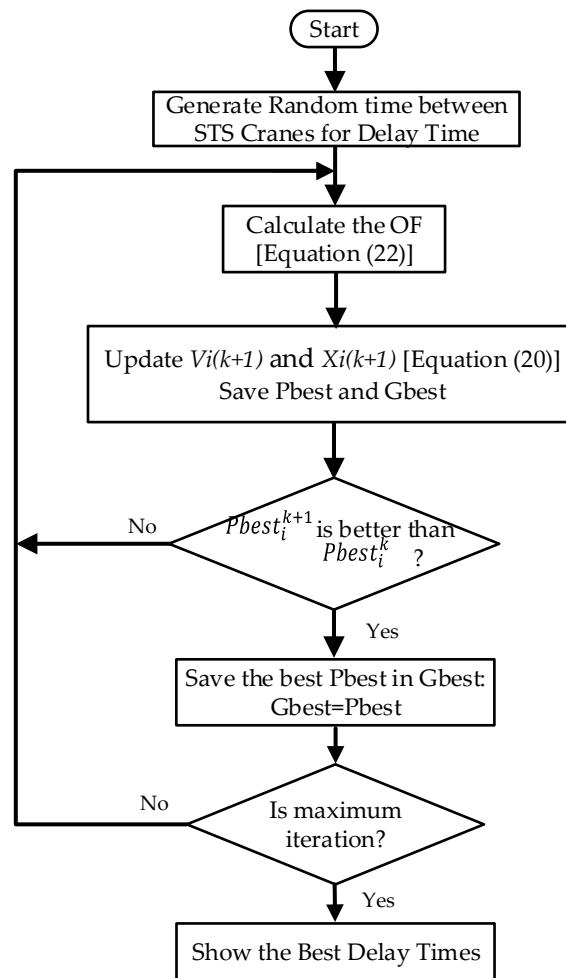 Start
Generate Random time between
STS Cranes for Delay Time
Calculate the OF
[Equation (22)]
Update Vi(k+1) and Xi(k+1) [Equation (20)]
Save Pbest and Gbest
No
Pbest_i^{k+1} is better than
Pbest_i^k ?
Yes
Save the best Pbest in Gbest:
Gbest=Pbest
No
Is maximum
iteration?
Yes
Show the Best Delay Times